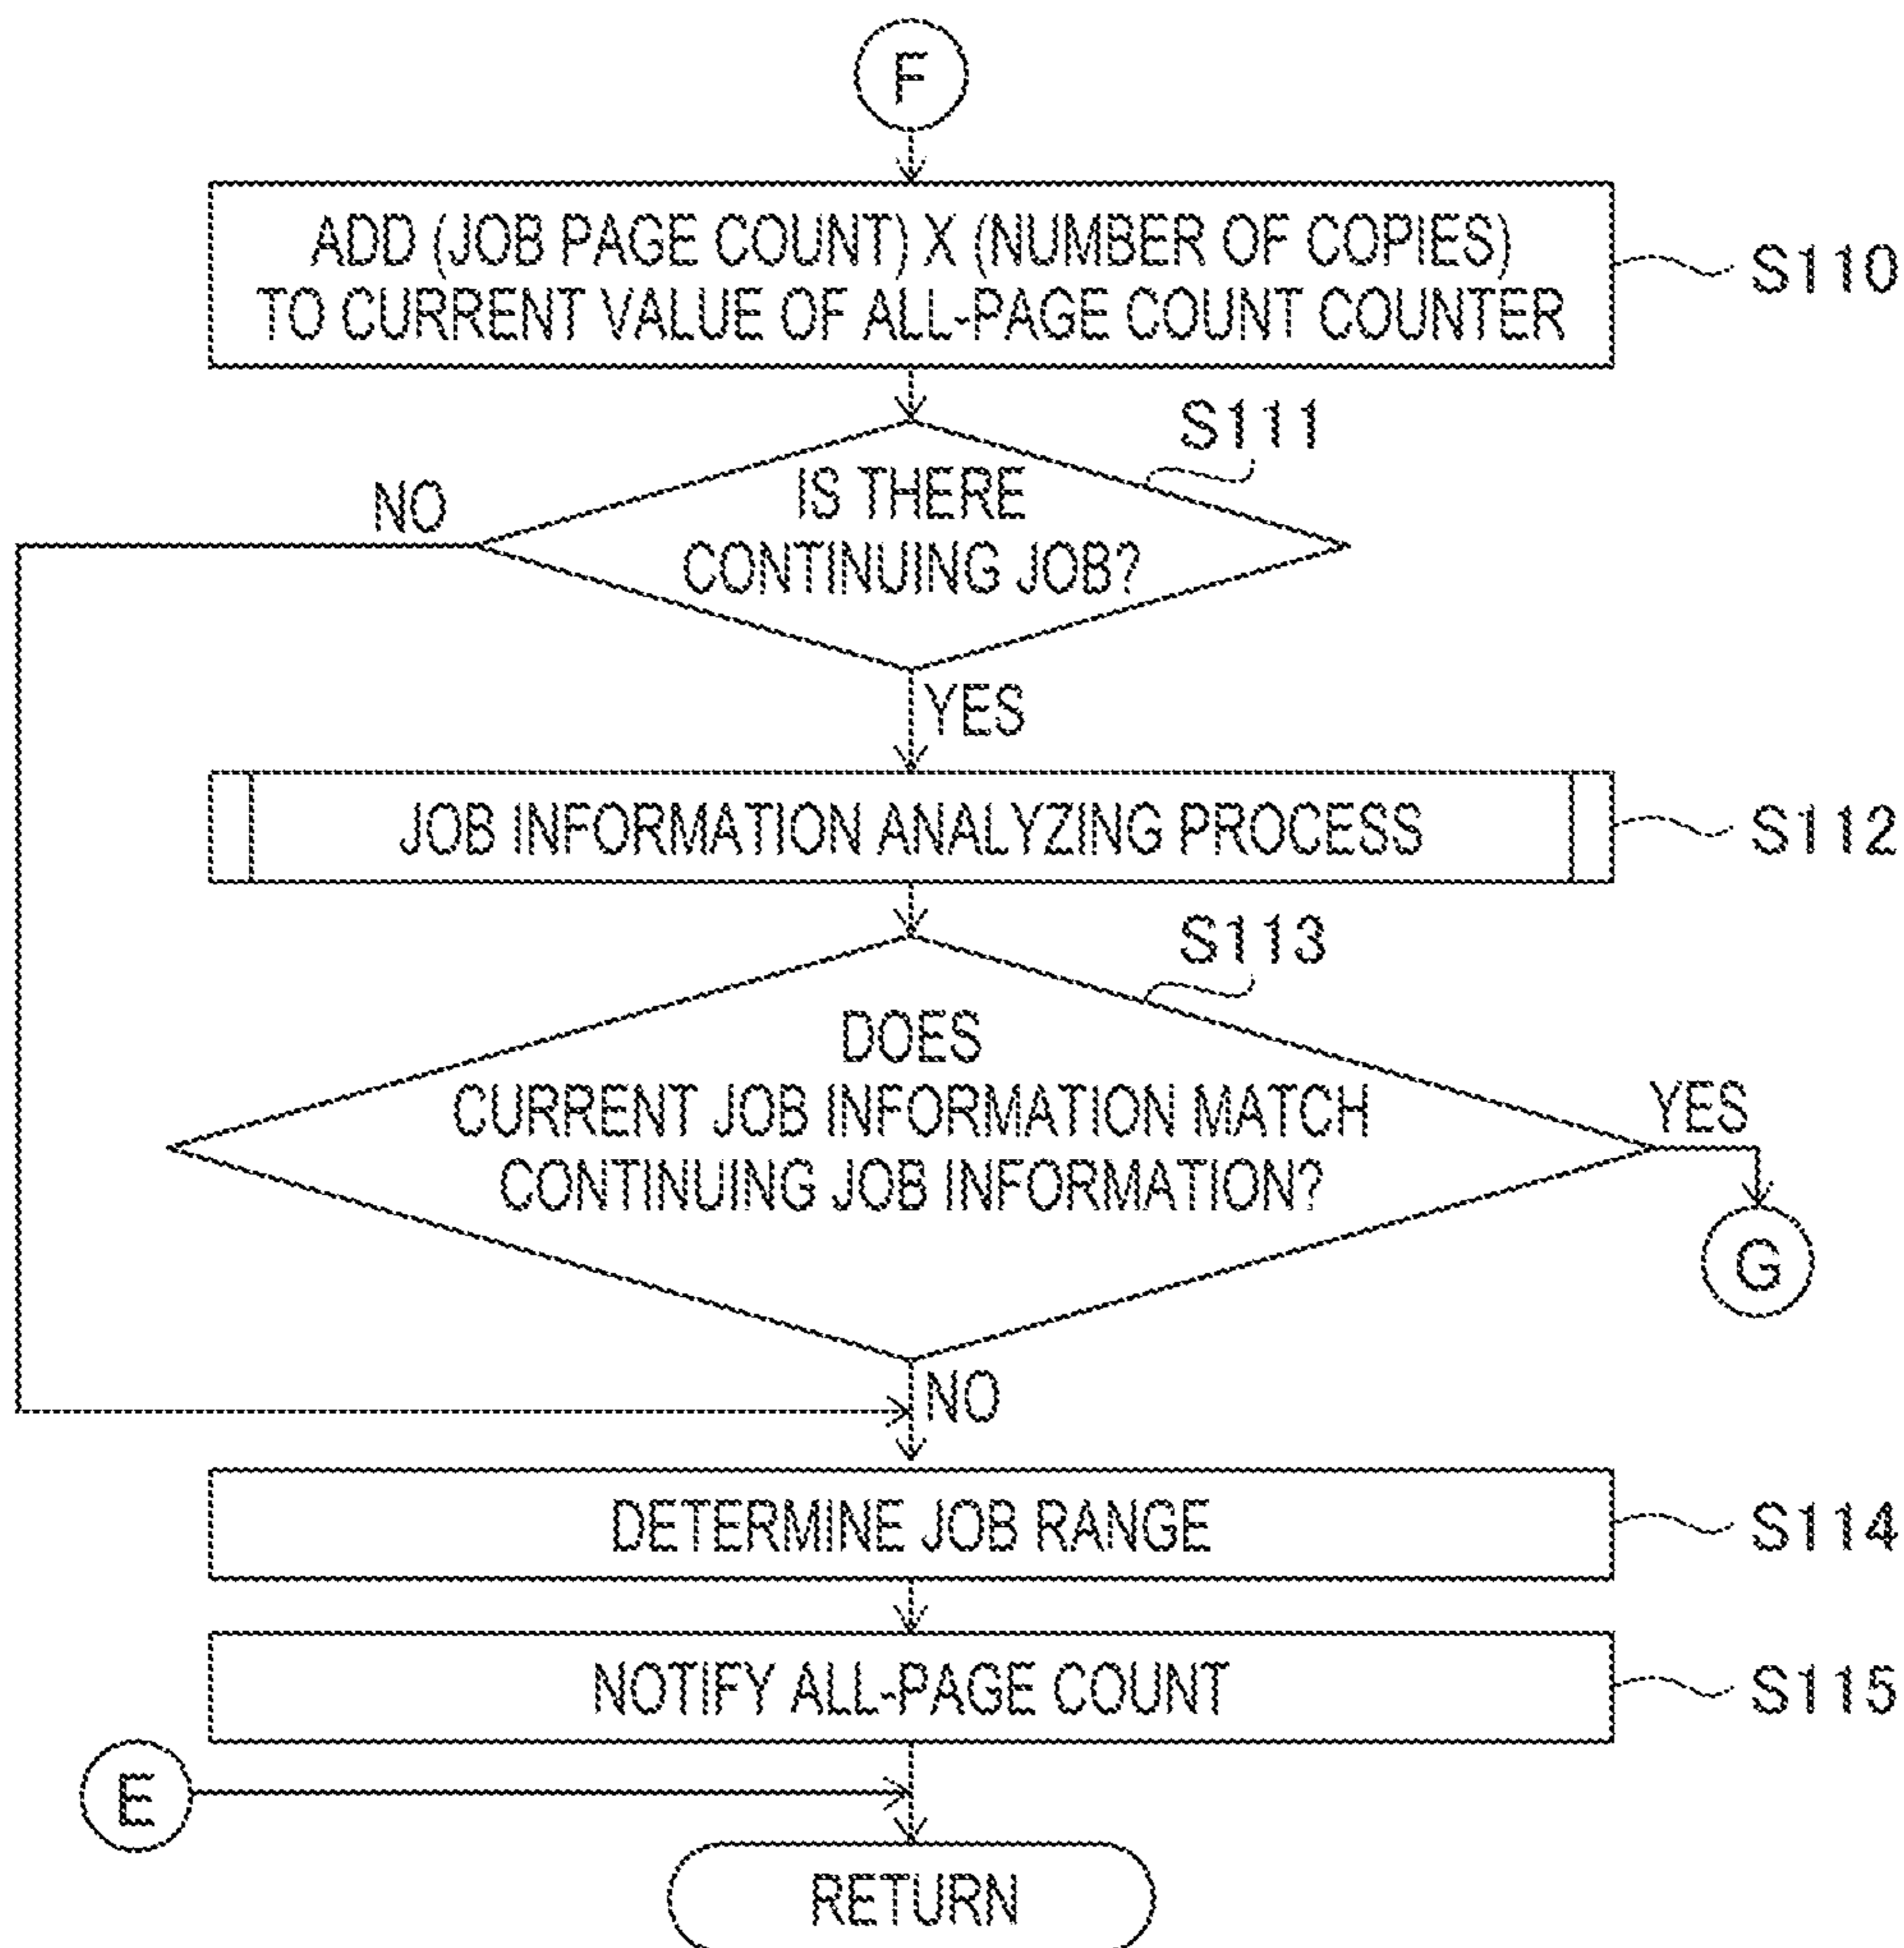 F
ADD (JOB PAGE COUNT) X (NUMBER OF COPIES)
TO CURRENT VALUE OF ALL-PAGE COUNT COUNTER
S110
S111
IS THERE
CONTINUING JOB?
NO
YES
JOB INFORMATION ANALYZING PROCESS
S112
S113
DOES
CURRENT JOB INFORMATION MATCH
CONTINUING JOB INFORMATION?
YES
G
NO
DETERMINE JOB RANGE
S114
NOTIFY ALL-PAGE COUNT
S115
E
RETURN